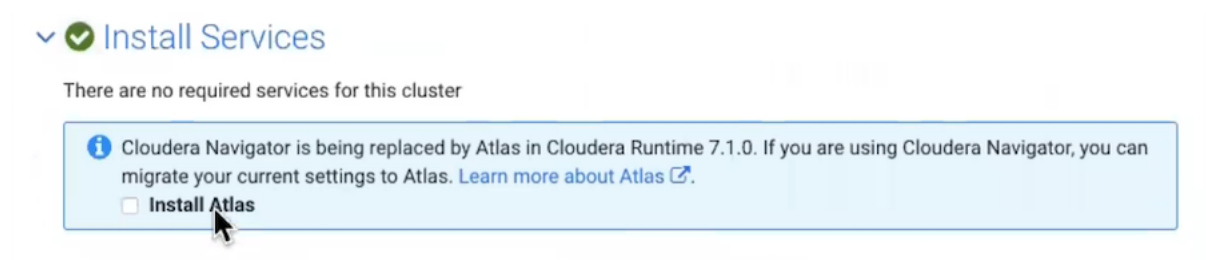 Install Services
There are no required services for this cluster
Cloudera Navigator is being replaced by Atlas in Cloudera Runtime 7.1.0. If you are using Cloudera Navigator, you can
migrate your current settings to Atlas. Learn more about Atlas.
Install Atlas